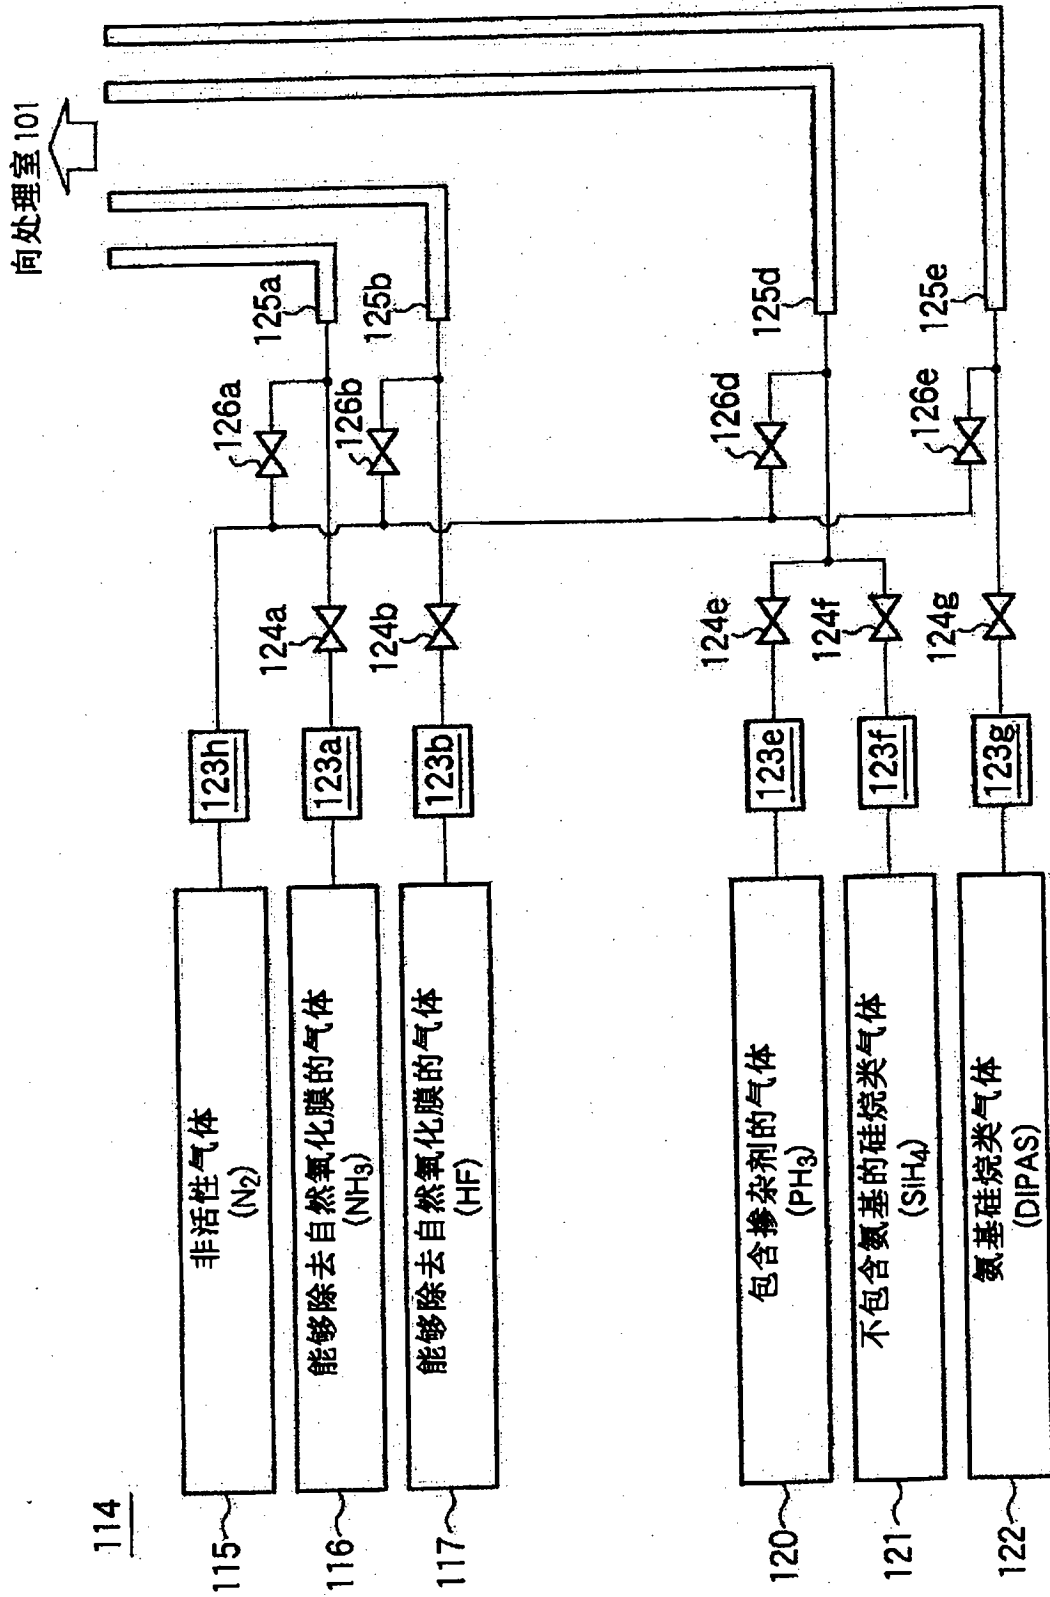 114
向处理室 101
115
非活性气体
(N₂)
123h
116
能够除去自然氧化膜的气体
(NH₃)
123a
124a
126a
125a
117
能够除去自然氧化膜的气体
(HF)
123b
124b
126b
125b
120
包含掺杂剂的气体
(PH₃)
123e
124e
126d
125d
121
不包含氨基的硅烷类气体
(SiH₄)
123f
124f
122
氨基硅烷类气体
(DIPAS)
123g
124g
126e
125e